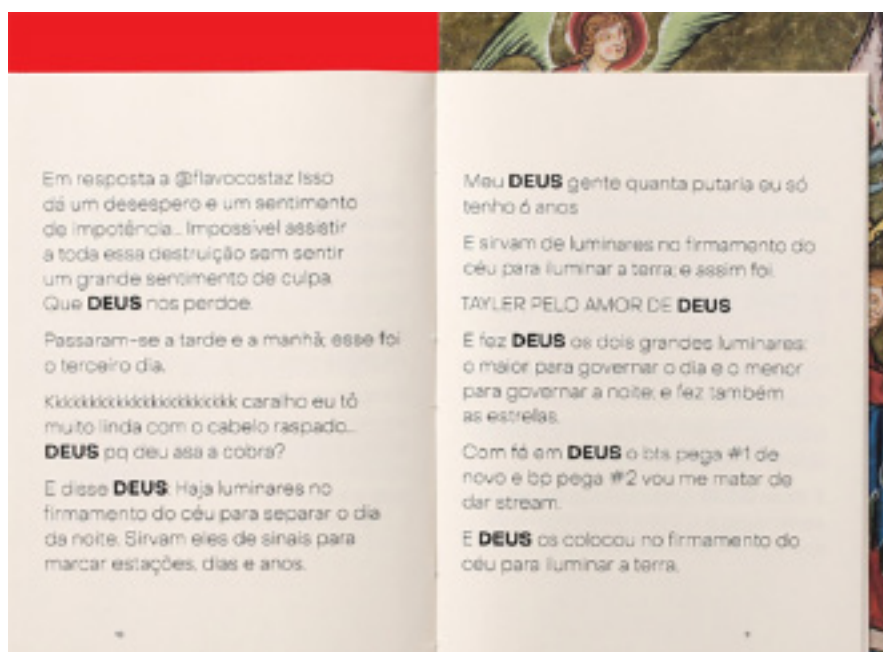 Em resposta a @flavocostaz Isso
dá um desespero e um sentimento
de impotência... Impossível assistir
a toda essa destruição sem sentir
um grande sentimento de culpa
Que DEUS nos perdoe.
Passaram-se a tarde e a manhã; esse foi
o terceiro dia.
caralho eu tô
muito linda com o cabelo raspado...
DEUS pq deu asa a cobra?
E disse DEUS: Haja luminares no
firmamento do céu para separar o dia
da noite. Sirvam eles de sinais para
marcar estações, dias e anos.
Meu DEUS gente quanta putaria eu só
tenho 6 anos
E sirvam de luminares no firmamento do
céu para iluminar a terra; e assim foi.
TAYLER PELO AMOR DE DEUS
E fez DEUS os dois grandes luminares:
o maior para governar o dia e o menor
para governar a noite; e fez também
as estrelas.
Com fé em DEUS o bts pega #1 de
novo e bp pega #2 vou me matar de
dar stream.
E DEUS os colocou no firmamento do
céu para iluminar a terra,